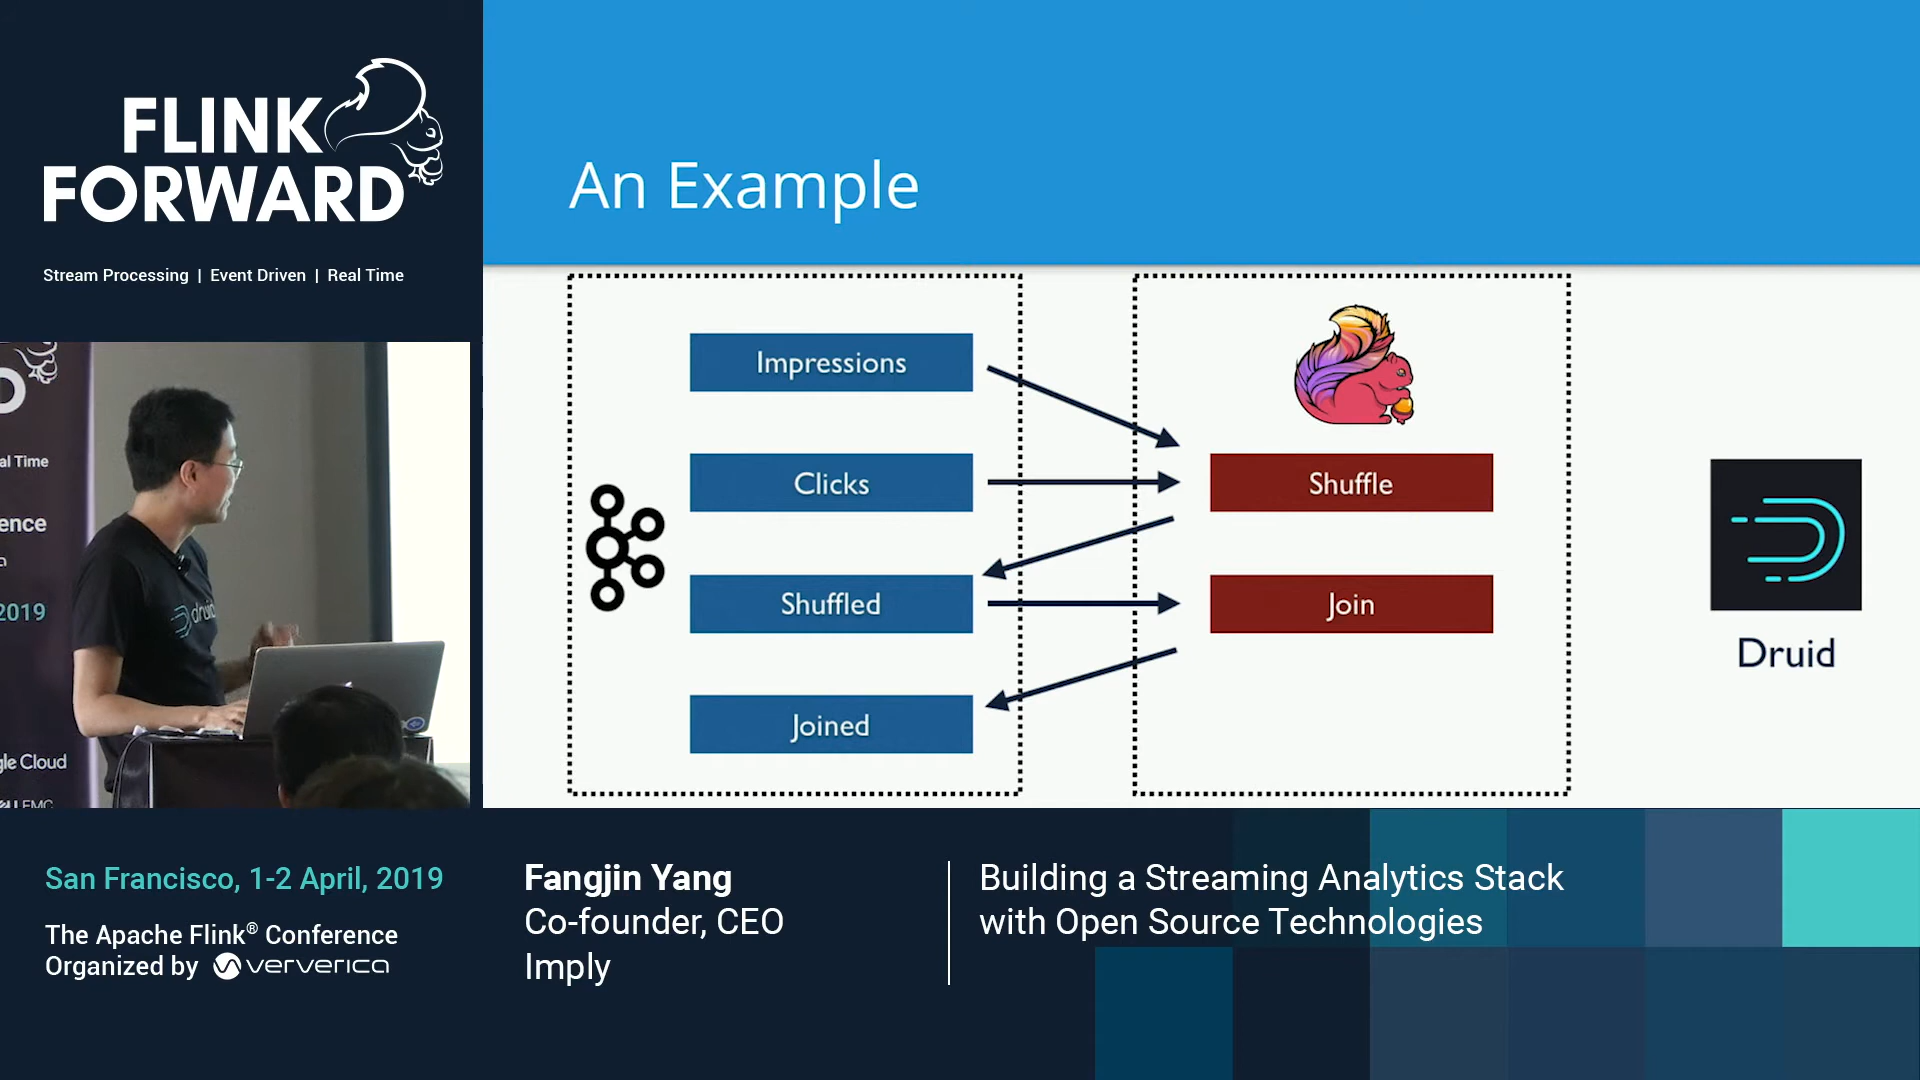 FLINK
FORWARD
Stream Processing | Event Driven | Real Time
An Example
Impressions
Clicks
Shuffled
Joined
Shuffle
Join
Druid
al Time
ence
2019
gle Cloud
EMC
druid
San Francisco, 1-2 April, 2019
The Apache Flink® Conference
Organized by ververica
Fangjin Yang
Co-founder, CEO
Imply
Building a Streaming Analytics Stack
with Open Source Technologies